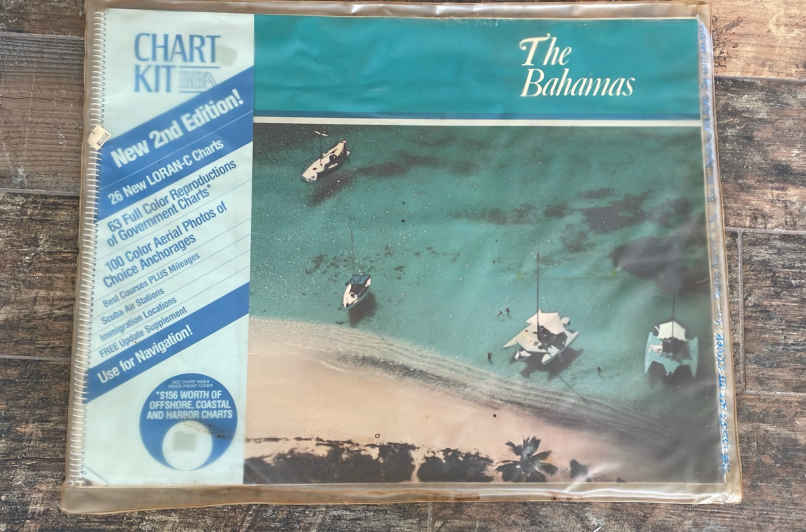 CHART
KIT
New 2nd Edition!
26 New LORAN-C Charts
63 Full Color Reproductions
of Government Charts*
100 Color Aerial Photos of
Choice Anchorages
Best Courses PLUS Mileages
Scuba Air Stations
Immigration Locations
FREE Update Supplement
Use for Navigation!
*$156 WORTH OF
OFFSHORE, COASTAL
AND HARBOR CHARTS
The
Bahamas